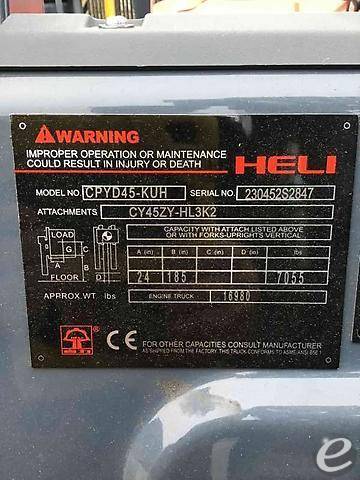 WARNING
IMPROPER OPERATION OR MAINTENANCE
COULD RESULT IN INJURY OR DEATH
HELI
MODEL NO. CPYD45-KUH SERIAL NO. 230452S2847
ATTACHMENTS CY45ZY-HL3K2
CAPACITY WITH ATTACH LISTED ABOVE
OR WITH FORKS-UPRIGHTS VERTICAL
LOAD
G
A
FLOOR
C
B
D
A (in) B (in) C (in) D (in) lbs
24 185 7055
APPROX.WT lbs ENGINE TRUCK 16980
CE FOR OTHER CAPACITIES CONSULT MANUFACTURER
AS SHIPPED FROM THE FACTORY, THIS TRUCK CONFORMS TO ASME/ANSI B56.1
e